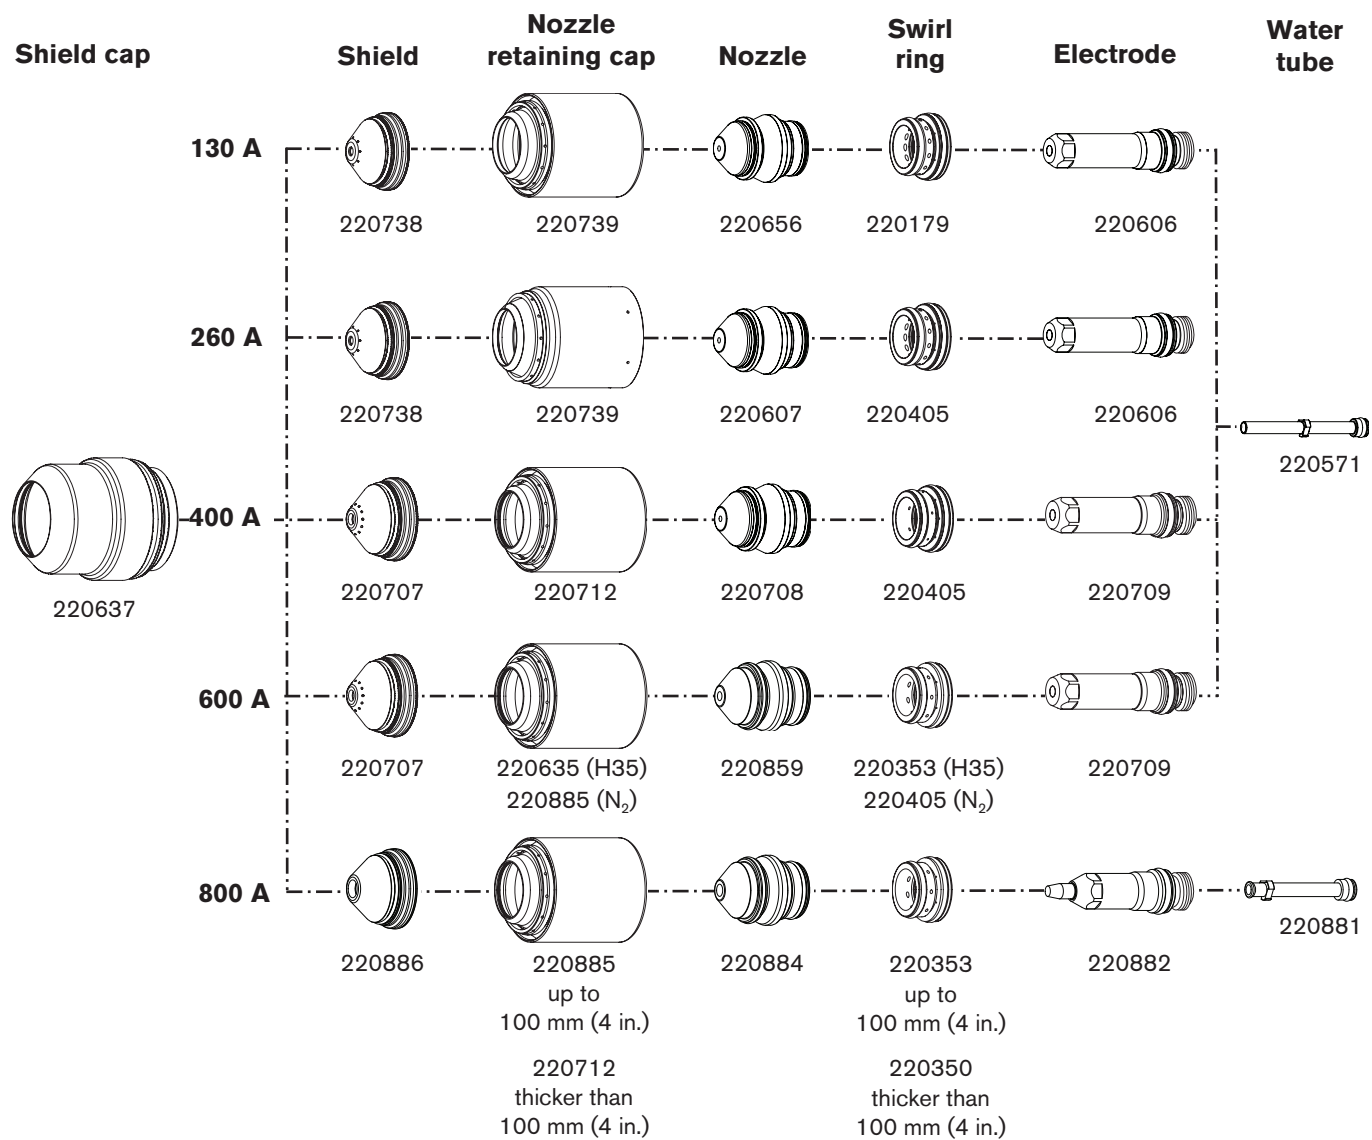 Shield cap
Shield
Nozzle
retaining cap
Nozzle
Swirl
ring
Electrode
Water
tube
130 A
220738
220739
220656
220179
220606
260 A
220738
220739
220607
220405
220606
220571
220637
400 A
220707
220712
220708
220405
220709
600 A
220707
220635 (H35)
220885 (N₂)
220859
220353 (H35)
220405 (N₂)
220709
800 A
220886
220885
up to
100 mm (4 in.)
220712
thicker than
100 mm (4 in.)
220884
220353
up to
100 mm (4 in.)
220350
thicker than
100 mm (4 in.)
220882
220881